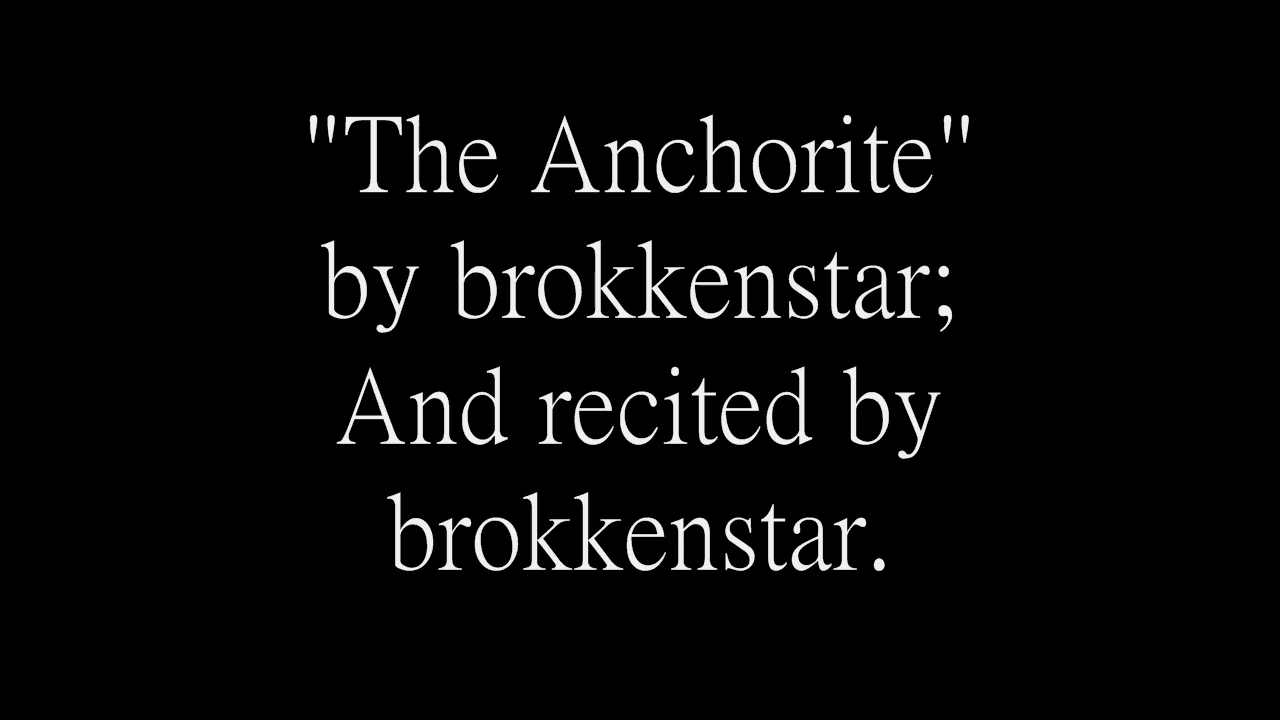 "The Anchorite"
by brokkenstar;
And recited by
brokkenstar.